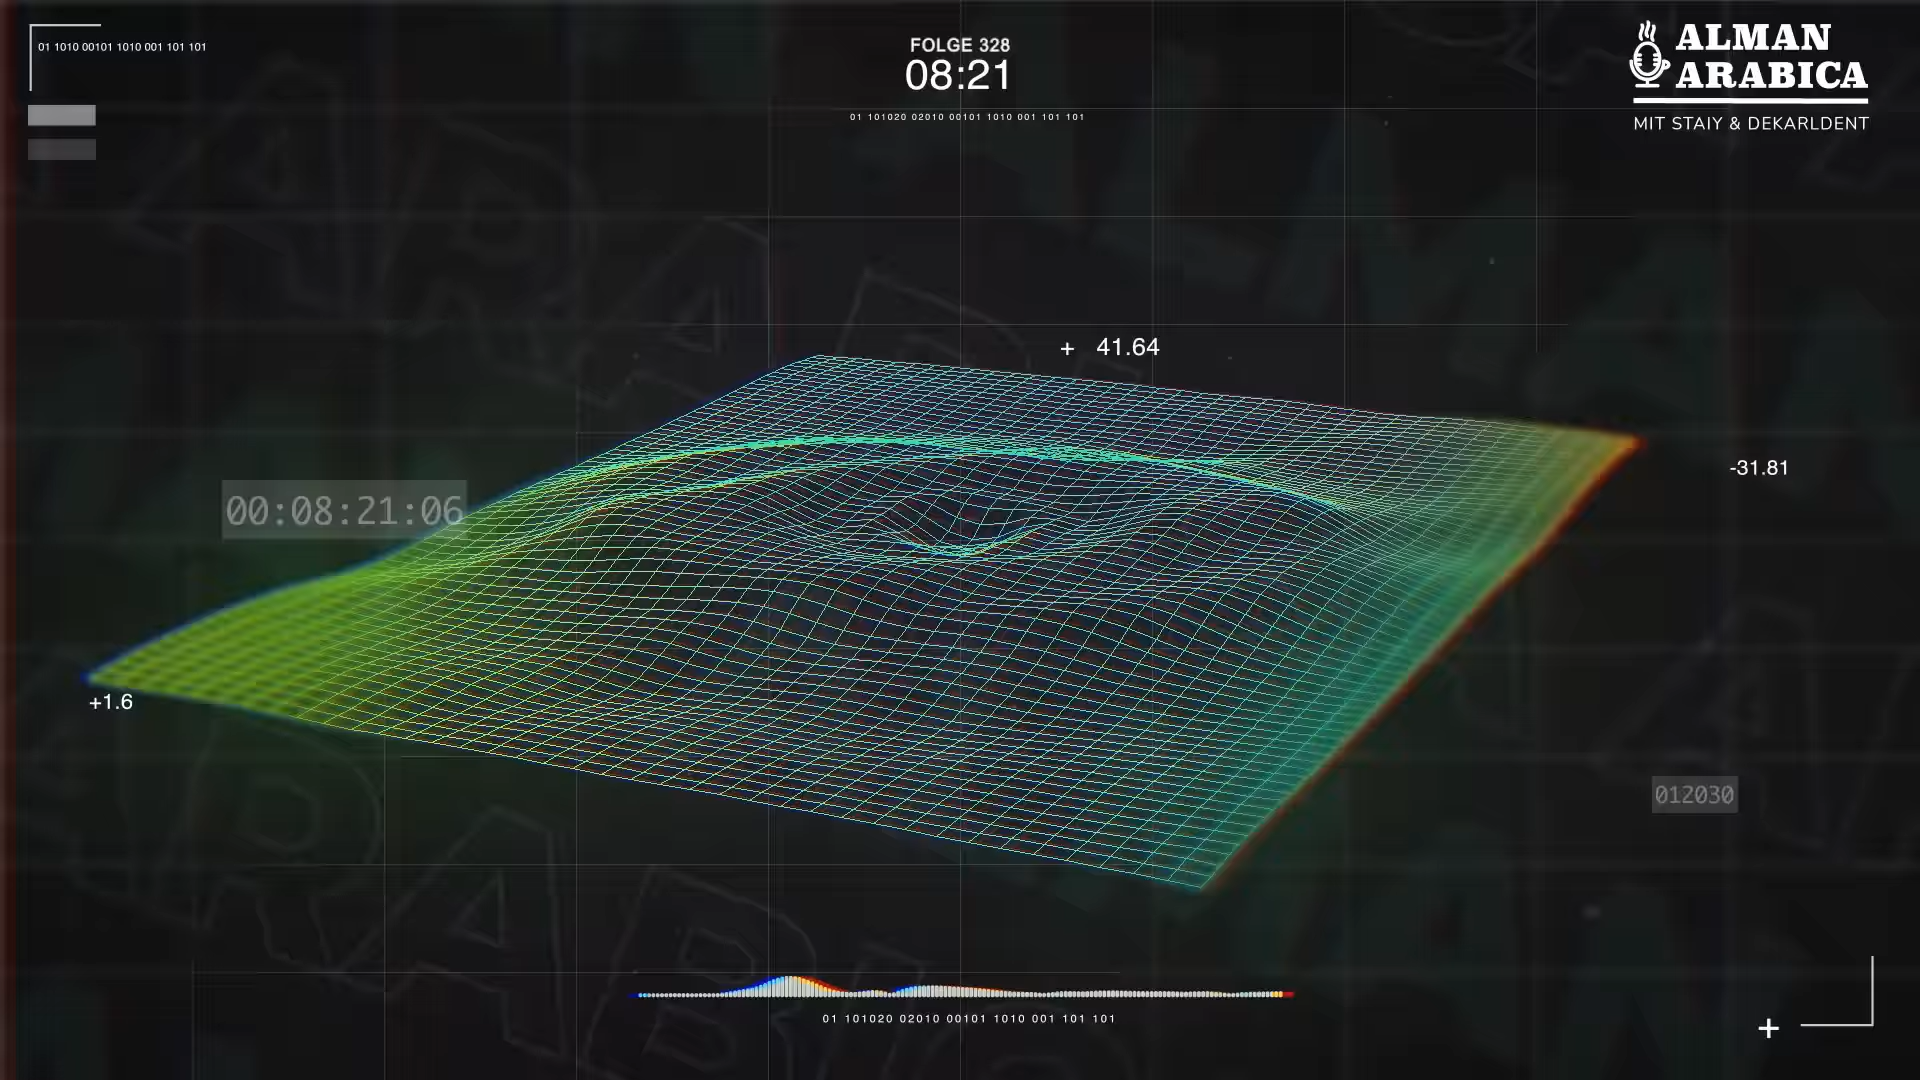 01 1010 00101 1010 001 101 101
FOLGE 328
08:21
01 101020 02010 00101 1010 001 101 101
ALMAN
ARABICA
MIT STAIY & DEKARLDENT
+ 41.64
-31.81
00:08:21:06
+1.6
012030
01 101020 02010 00101 1010 001 101 101
+